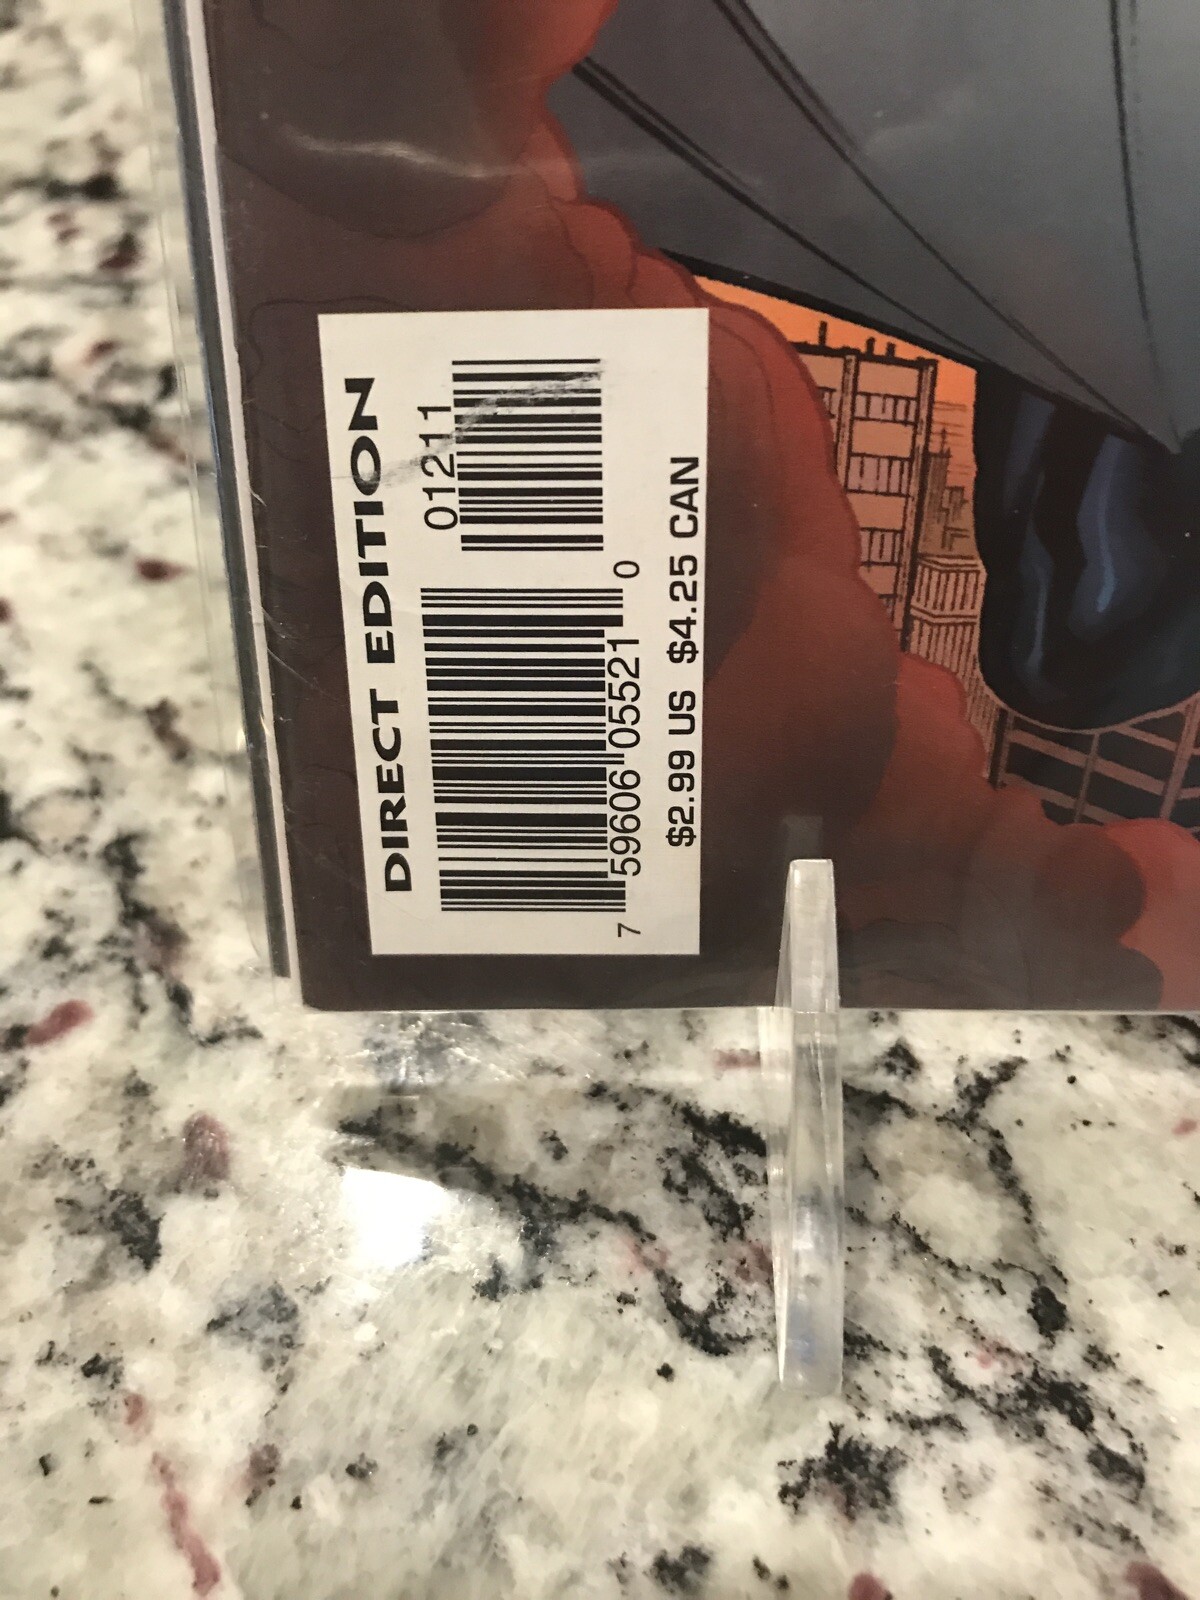 DIRECT EDITION
01211
7 59606 05521 0
$2.99 US $4.25 CAN